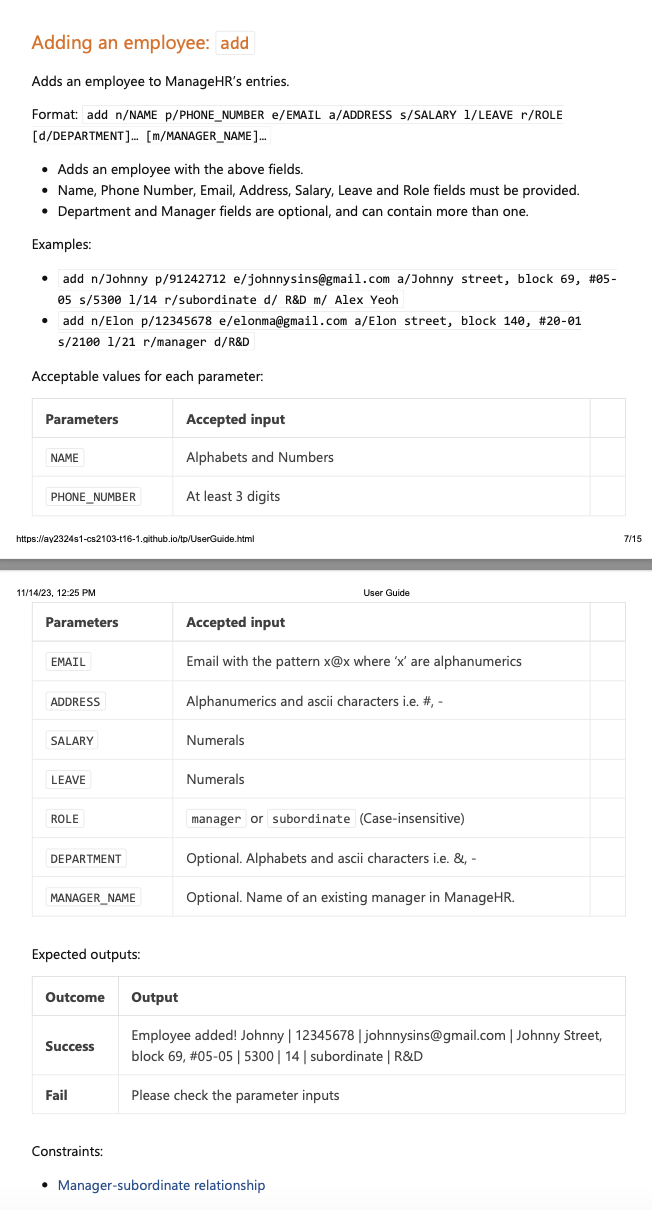 Adding an employee: add
Adds an employee to ManageHR's entries.
Format: add n/NAME p/PHONE_NUMBER e/EMAIL a/ADDRESS s/SALARY l/LEAVE r/ROLE
[d/DEPARTMENT]… [m/MANAGER_NAME]…
• Adds an employee with the above fields.
• Name, Phone Number, Email, Address, Salary, Leave and Role fields must be provided.
• Department and Manager fields are optional, and can contain more than one.
Examples:
• add n/Johnny p/91242712 e/johnnysins@gmail.com a/Johnny street, block 69, #05-
05 s/5300 l/14 r/subordinate d/ R&D m/ Alex Yeoh
• add n/Elon p/12345678 e/elonma@gmail.com a/Elon street, block 140, #20-01
s/2100 l/21 r/manager d/R&D
Acceptable values for each parameter:
Parameters Accepted input
NAME Alphabets and Numbers
PHONE_NUMBER At least 3 digits
https://ay2324s1-cs2103-t16-1.github.io/tp/UserGuide.html 7/15
11/14/23, 12:25 PM User Guide
Parameters Accepted input
EMAIL Email with the pattern x@x where ‘x’ are alphanumerics
ADDRESS Alphanumerics and ascii characters i.e. #, -
SALARY Numerals
LEAVE Numerals
ROLE manager or subordinate (Case-insensitive)
DEPARTMENT Optional. Alphabets and ascii characters i.e. &, -
MANAGER_NAME Optional. Name of an existing manager in ManageHR.
Expected outputs:
Outcome Output
Success Employee added! Johnny | 12345678 | johnnysins@gmail.com | Johnny Street,
block 69, #05-05 | 5300 | 14 | subordinate | R&D
Fail Please check the parameter inputs
Constraints:
• Manager-subordinate relationship